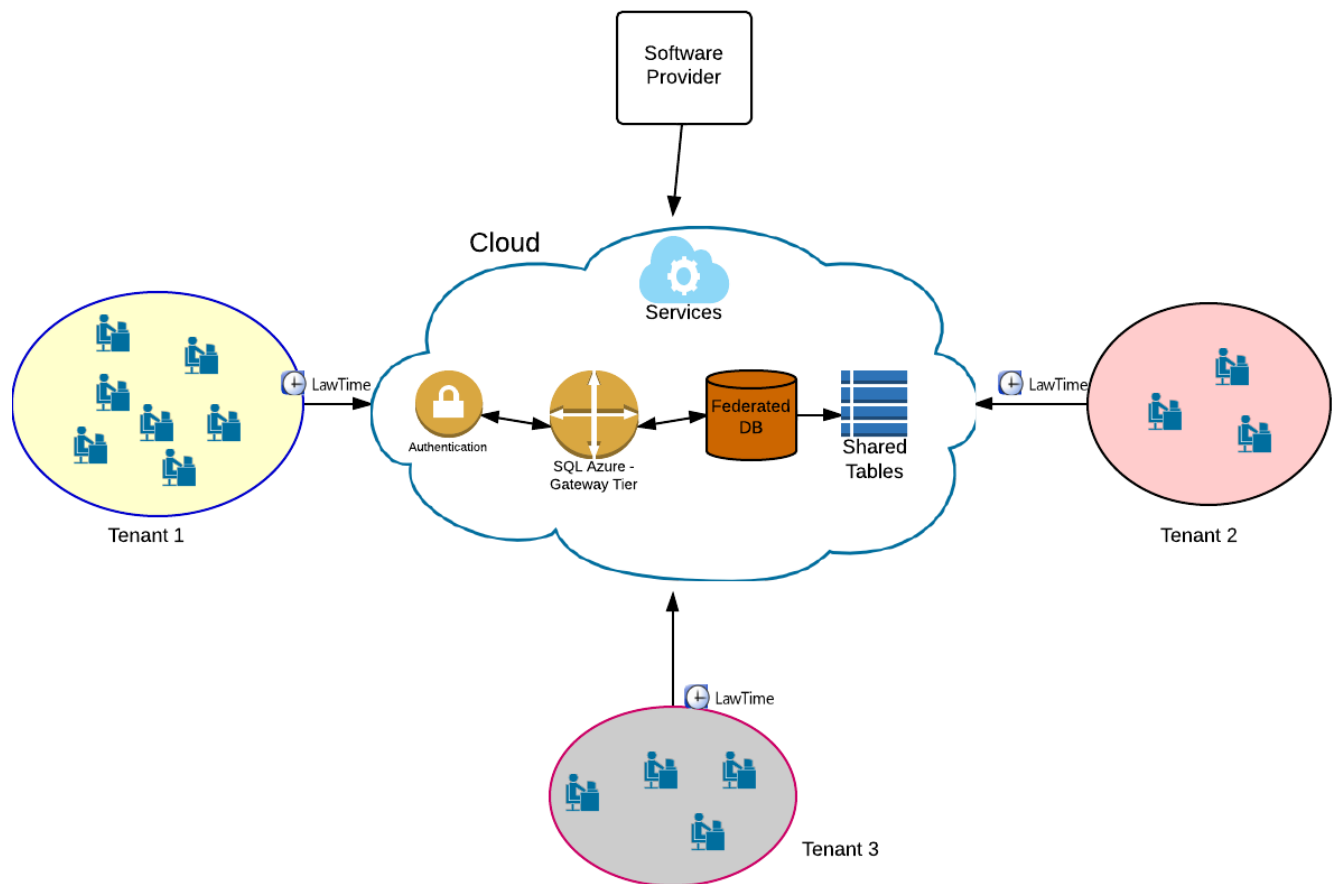 Software
Provider
Cloud
Services
LawTime
LawTime
Authentication
SQL Azure -
Gateway Tier
Federated
DB
Shared
Tables
Tenant 1
Tenant 2
LawTime
Tenant 3